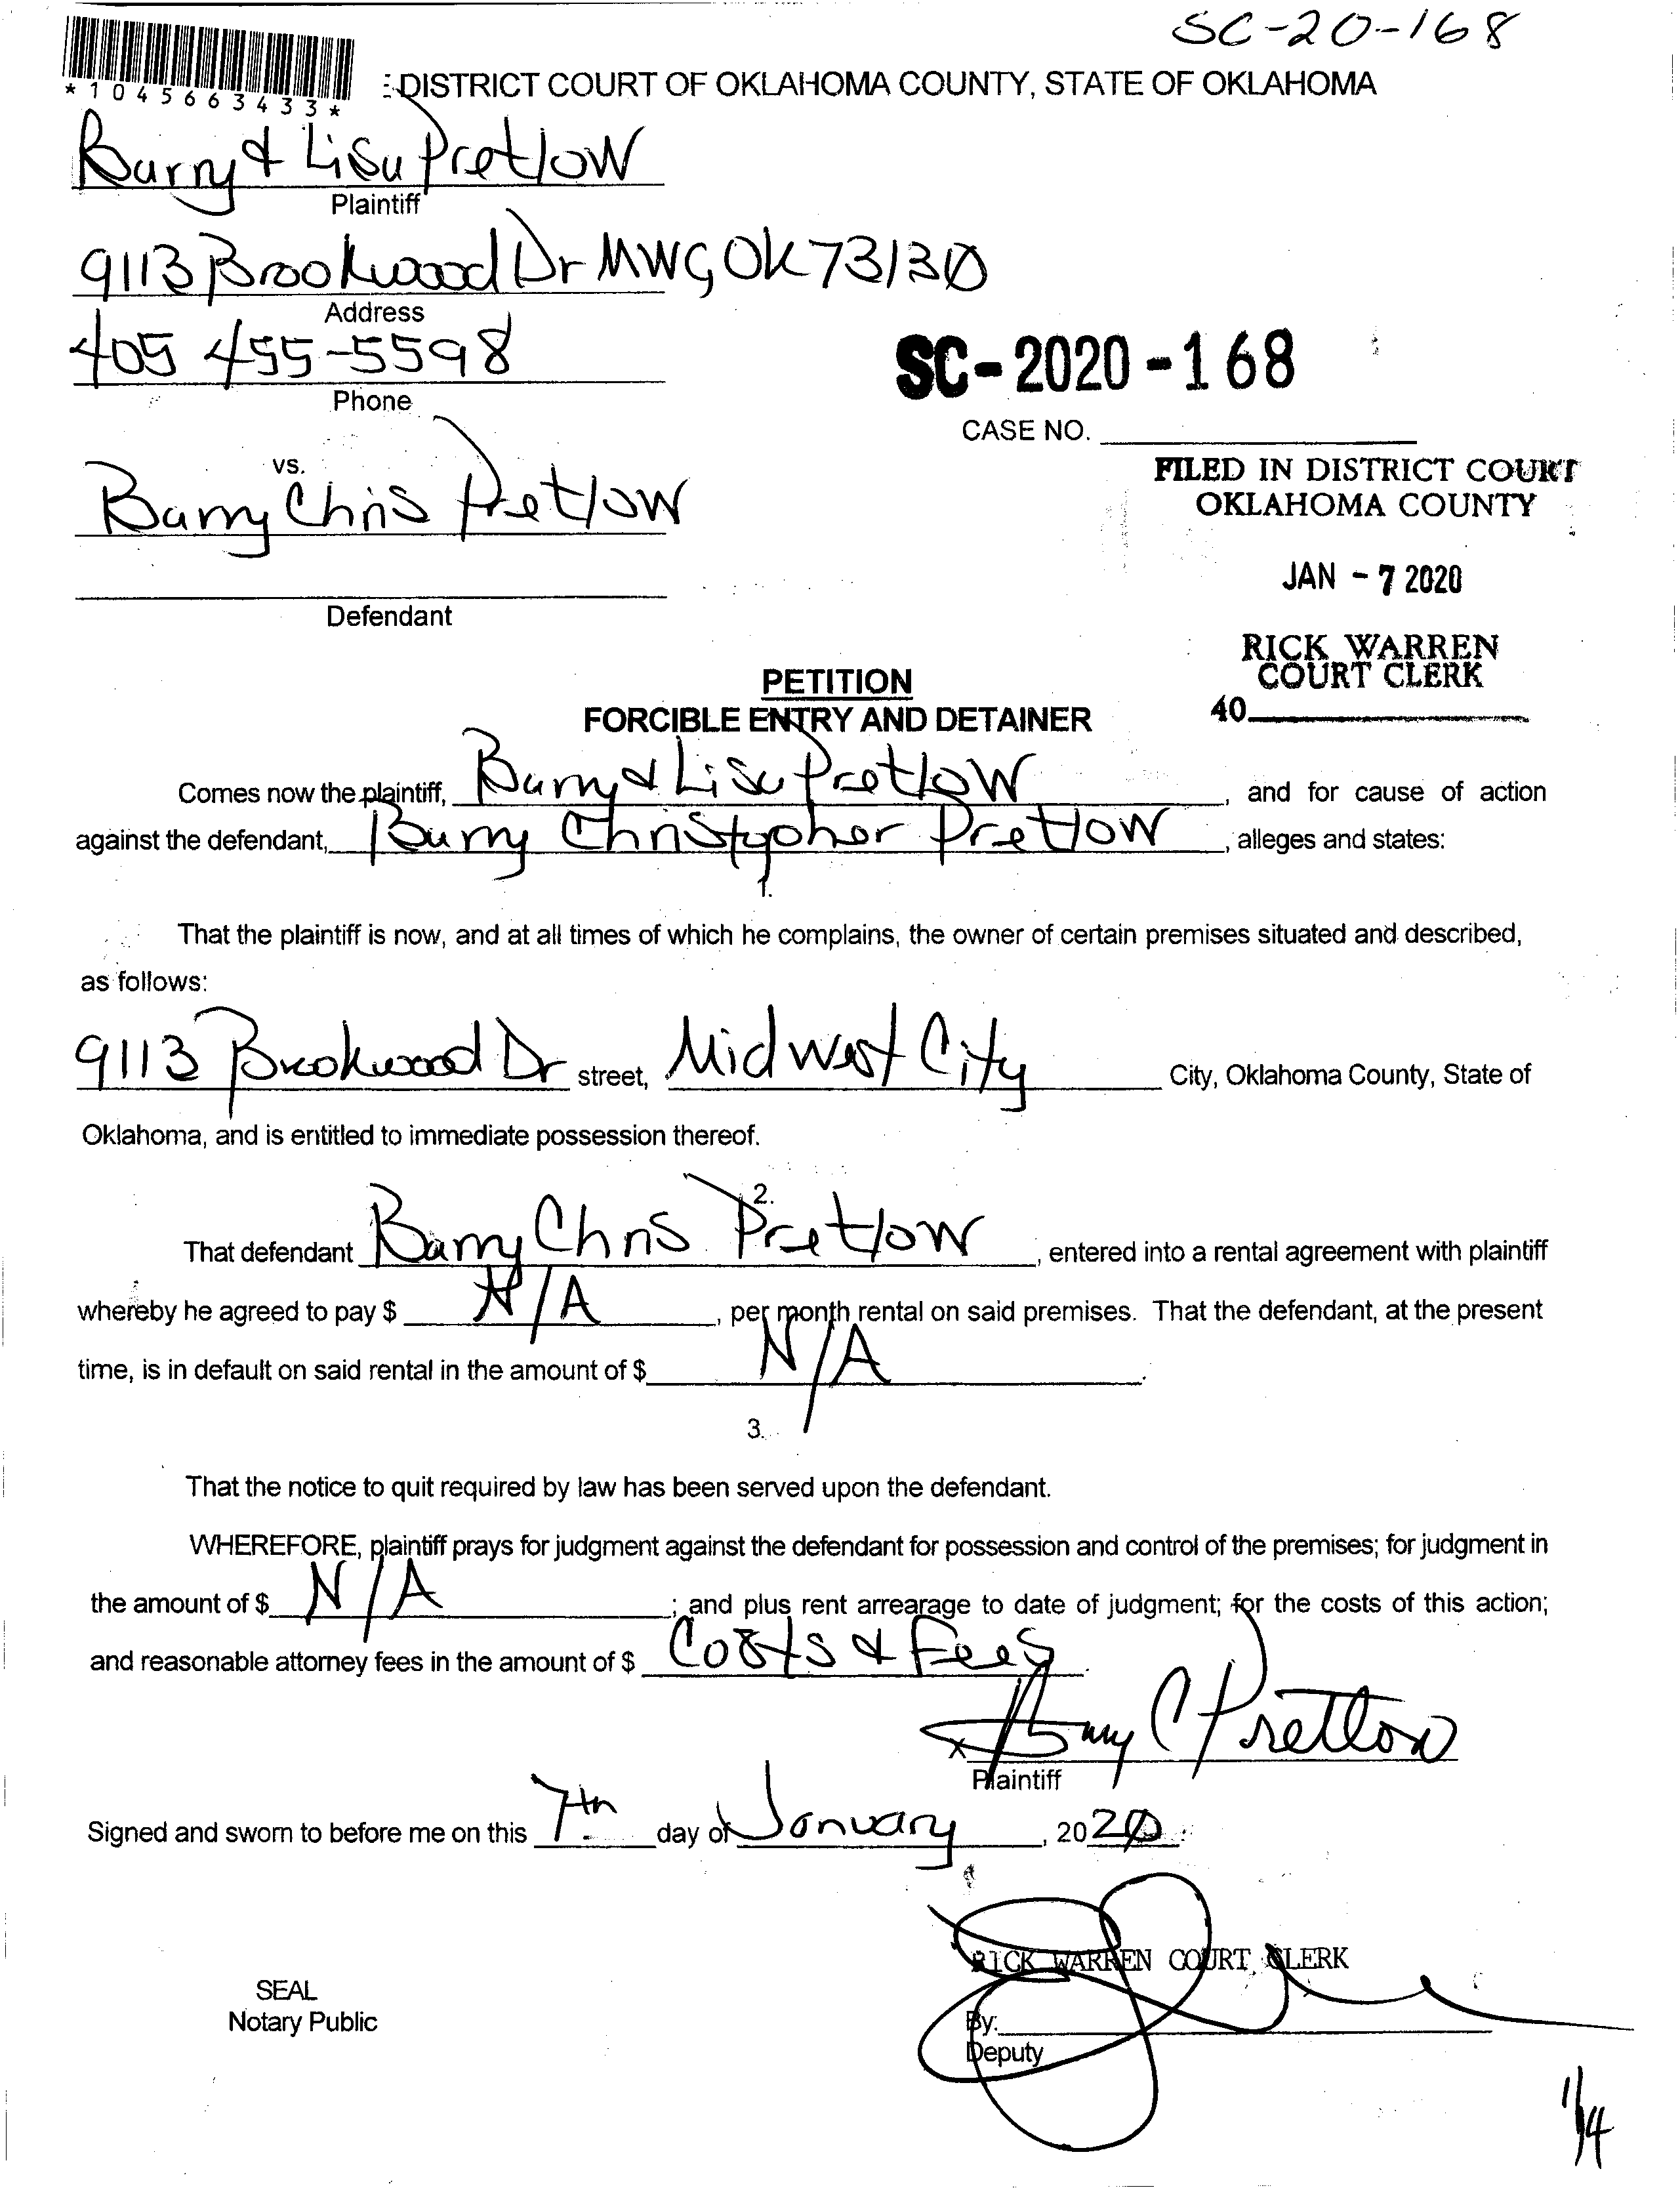 SC-20-168
*1045663433*
DISTRICT COURT OF OKLAHOMA COUNTY, STATE OF OKLAHOMA
Barry & Lisa Pretlow
Plaintiff
9113 Brookwood Dr MWC, OK 73130
Address
405 455-5598
Phone
SC-2020-168
CASE NO.
vs.
Barry Chris Pretlow
FILED IN DISTRICT COURT
OKLAHOMA COUNTY
JAN - 7 2020
Defendant
RICK WARREN
COURT CLERK
40
PETITION
FORCIBLE ENTRY AND DETAINER
Comes now the plaintiff, Barry & Lisa Pretlow, and for cause of action
against the defendant, Barry Christopher Pretlow, alleges and states:
1.
That the plaintiff is now, and at all times of which he complains, the owner of certain premises situated and described,
as follows:
9113 Brookwood Dr street, Midwest City City, Oklahoma County, State of
Oklahoma, and is entitled to immediate possession thereof.
2.
That defendant Barry Chris Pretlow, entered into a rental agreement with plaintiff
whereby he agreed to pay $ N/A, per month rental on said premises. That the defendant, at the present
time, is in default on said rental in the amount of $ N/A.
3.
That the notice to quit required by law has been served upon the defendant.
WHEREFORE, plaintiff prays for judgment against the defendant for possession and control of the premises; for judgment in
the amount of $ N/A; and plus rent arrearage to date of judgment; for the costs of this action;
and reasonable attorney fees in the amount of $ Costs & Fees.
x Barry C Pretlow
Plaintiff
Signed and sworn to before me on this 7th day of January, 2020
RICK WARREN COURT CLERK
SEAL
Notary Public
By:
Deputy
1/14